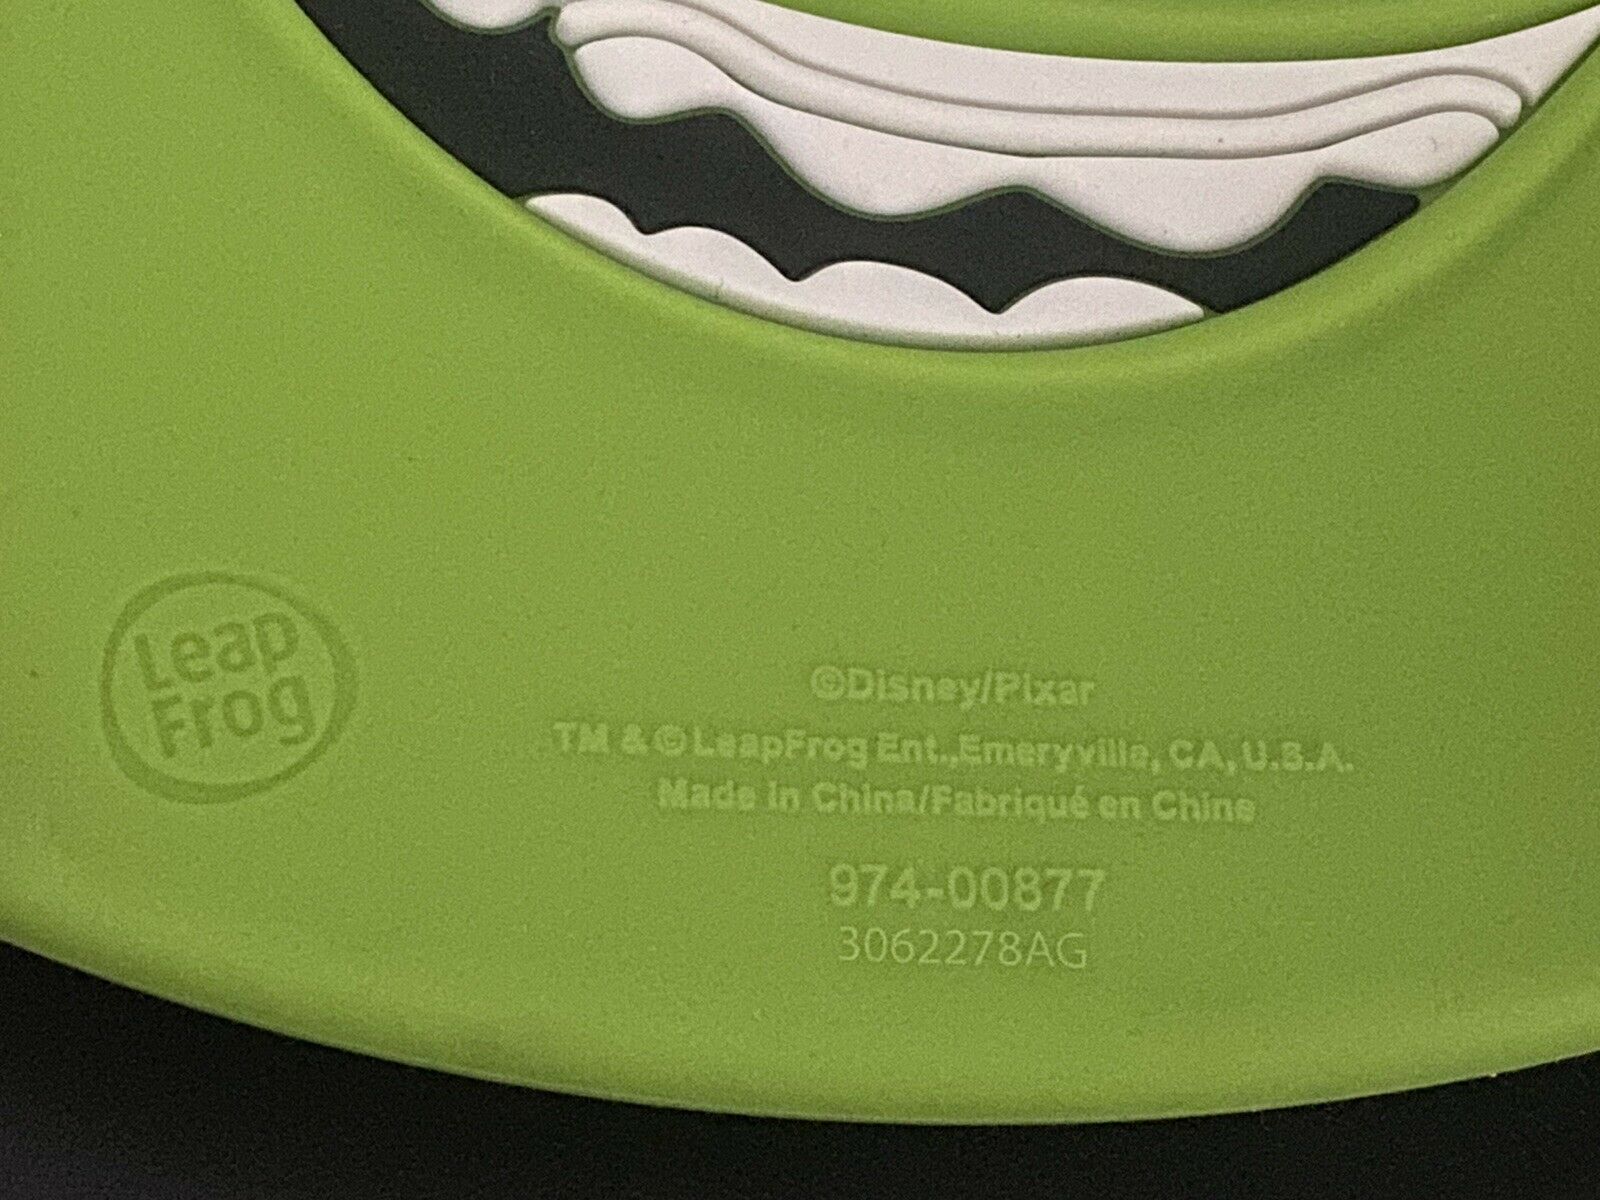 Leap
Frog
©Disney/Pixar
TM & © LeapFrog Ent.,Emeryville, CA, U.S.A.
Made in China/Fabriqué en Chine
974-00877
3062278AG